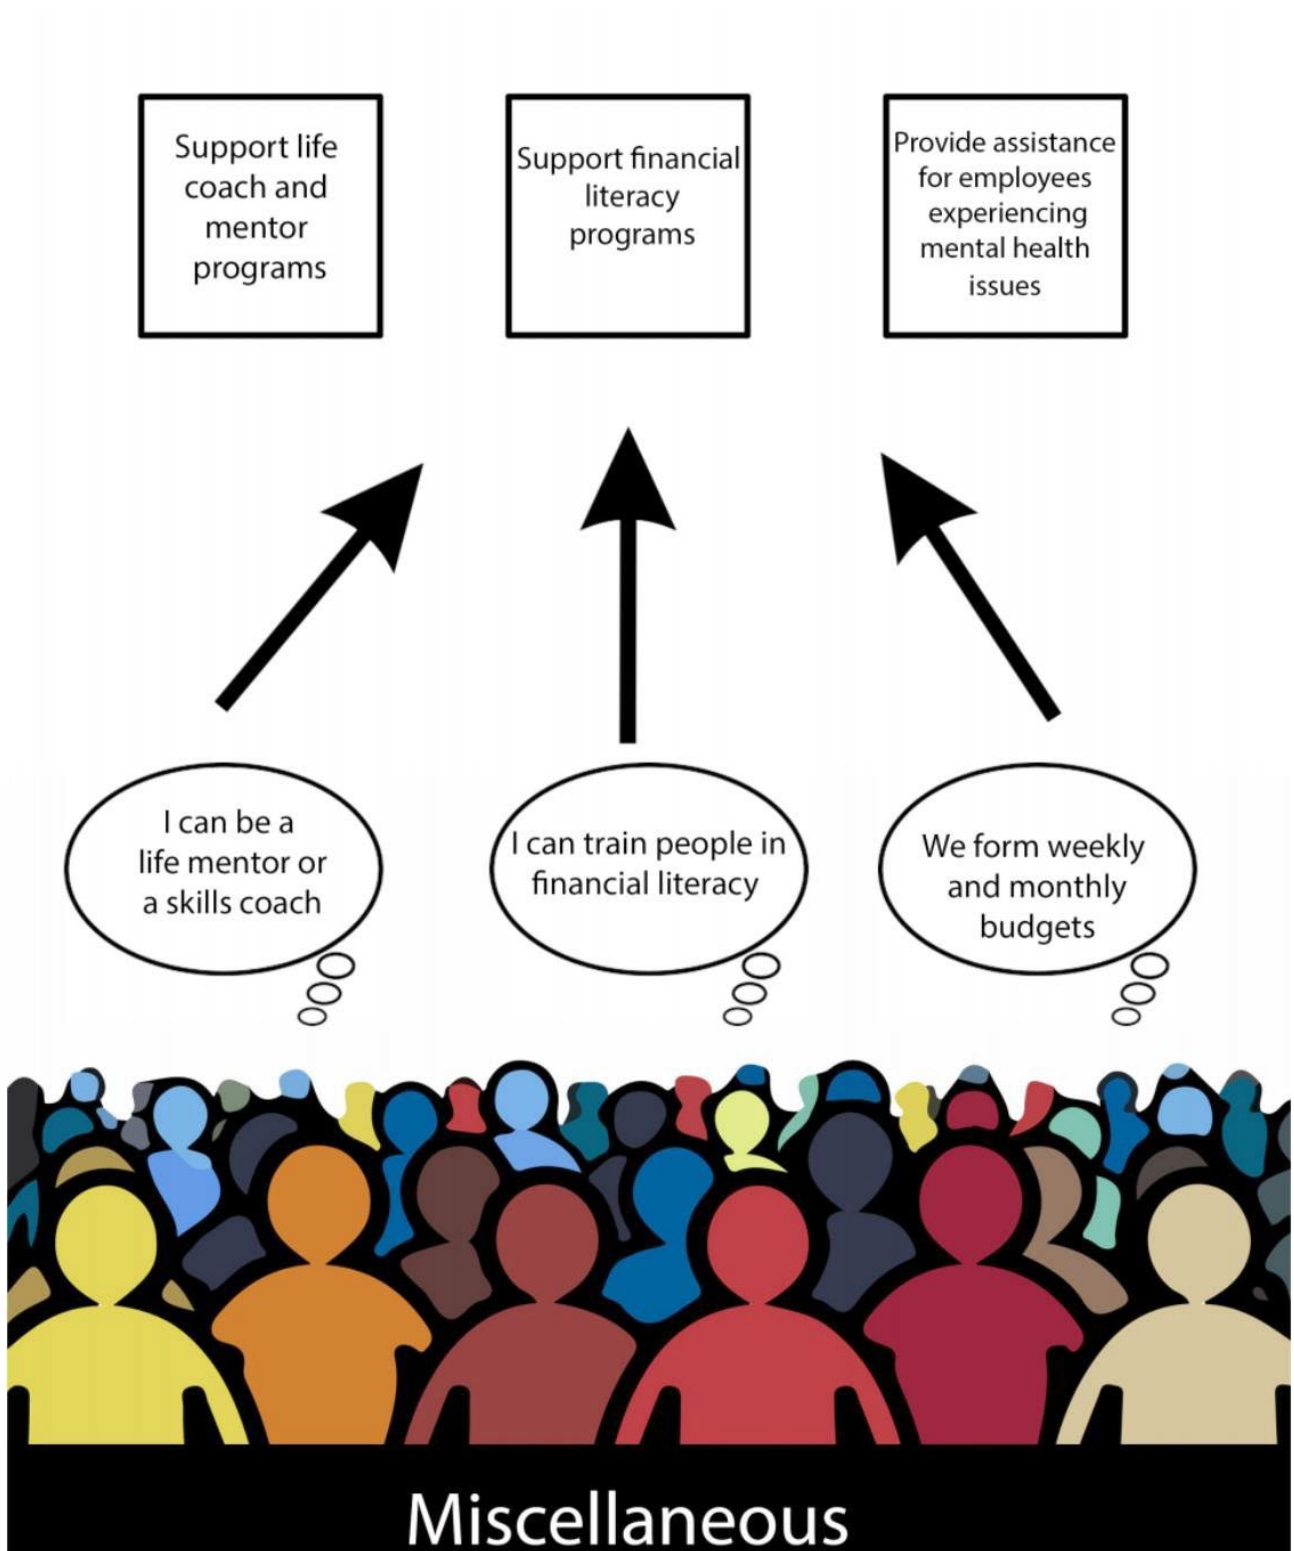 Support life
coach and
mentor
programs
Support financial
literacy
programs
Provide assistance
for employees
experiencing
mental health
issues
I can be a
life mentor or
a skills coach
I can train people in
financial literacy
We form weekly
and monthly
budgets
Miscellaneous